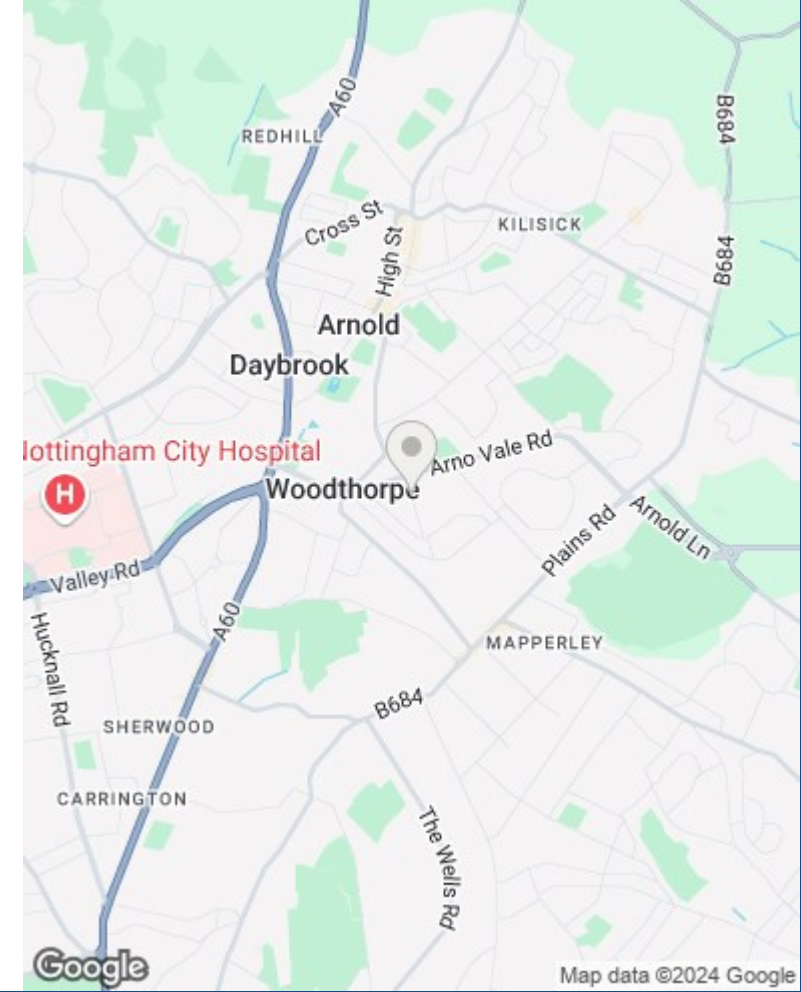 A60
B684
REDHILL
Cross St
KILISICK
High St
B684
Arnold
Daybrook
Nottingham City Hospital
H
Arno Vale Rd
Woodthorpe
Plains Rd
Arnold Ln
Valley Rd
A60
Hucknall Rd
MAPPERLEY
B684
SHERWOOD
CARRINGTON
The Wells Rd
Google
Map data ©2024 Google